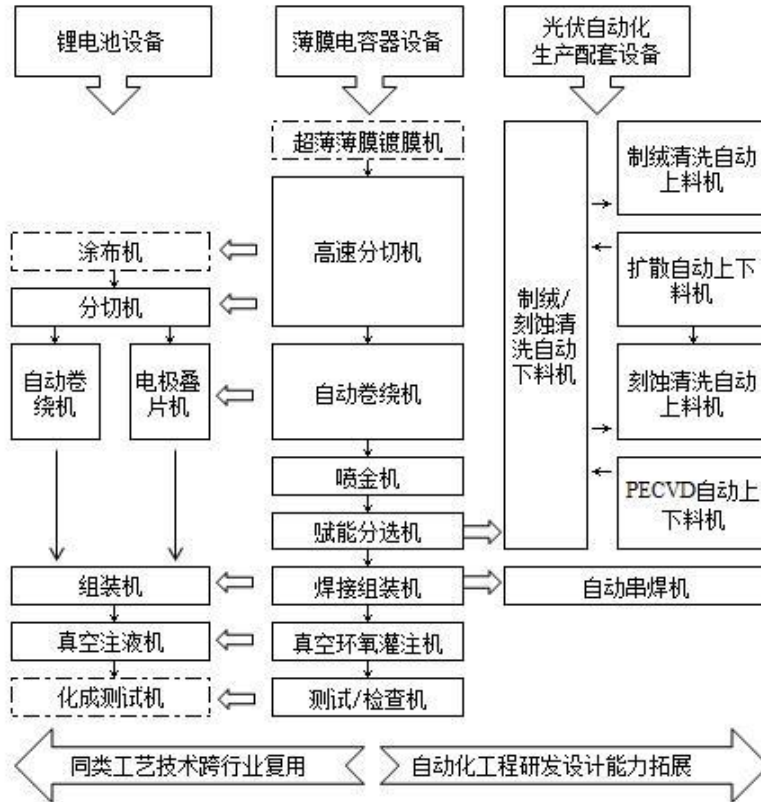 锂电池设备
薄膜电容器设备
光伏自动化
生产配套设备
超薄薄膜镀膜机
高速分切机
自动卷绕机
喷金机
赋能分选机
焊接组装机
真空环氧灌注机
测试/检查机
涂布机
分切机
自动卷
绕机
电极叠
片机
组装机
真空注液机
化成测试机
制绒/
刻蚀清
洗自动
下料机
制绒清洗自动
上料机
扩散自动上下
料机
刻蚀清洗自动
上料机
PECVD自动上
下料机
自动串焊机
同类工艺技术跨行业复用
自动化工程研发设计能力拓展